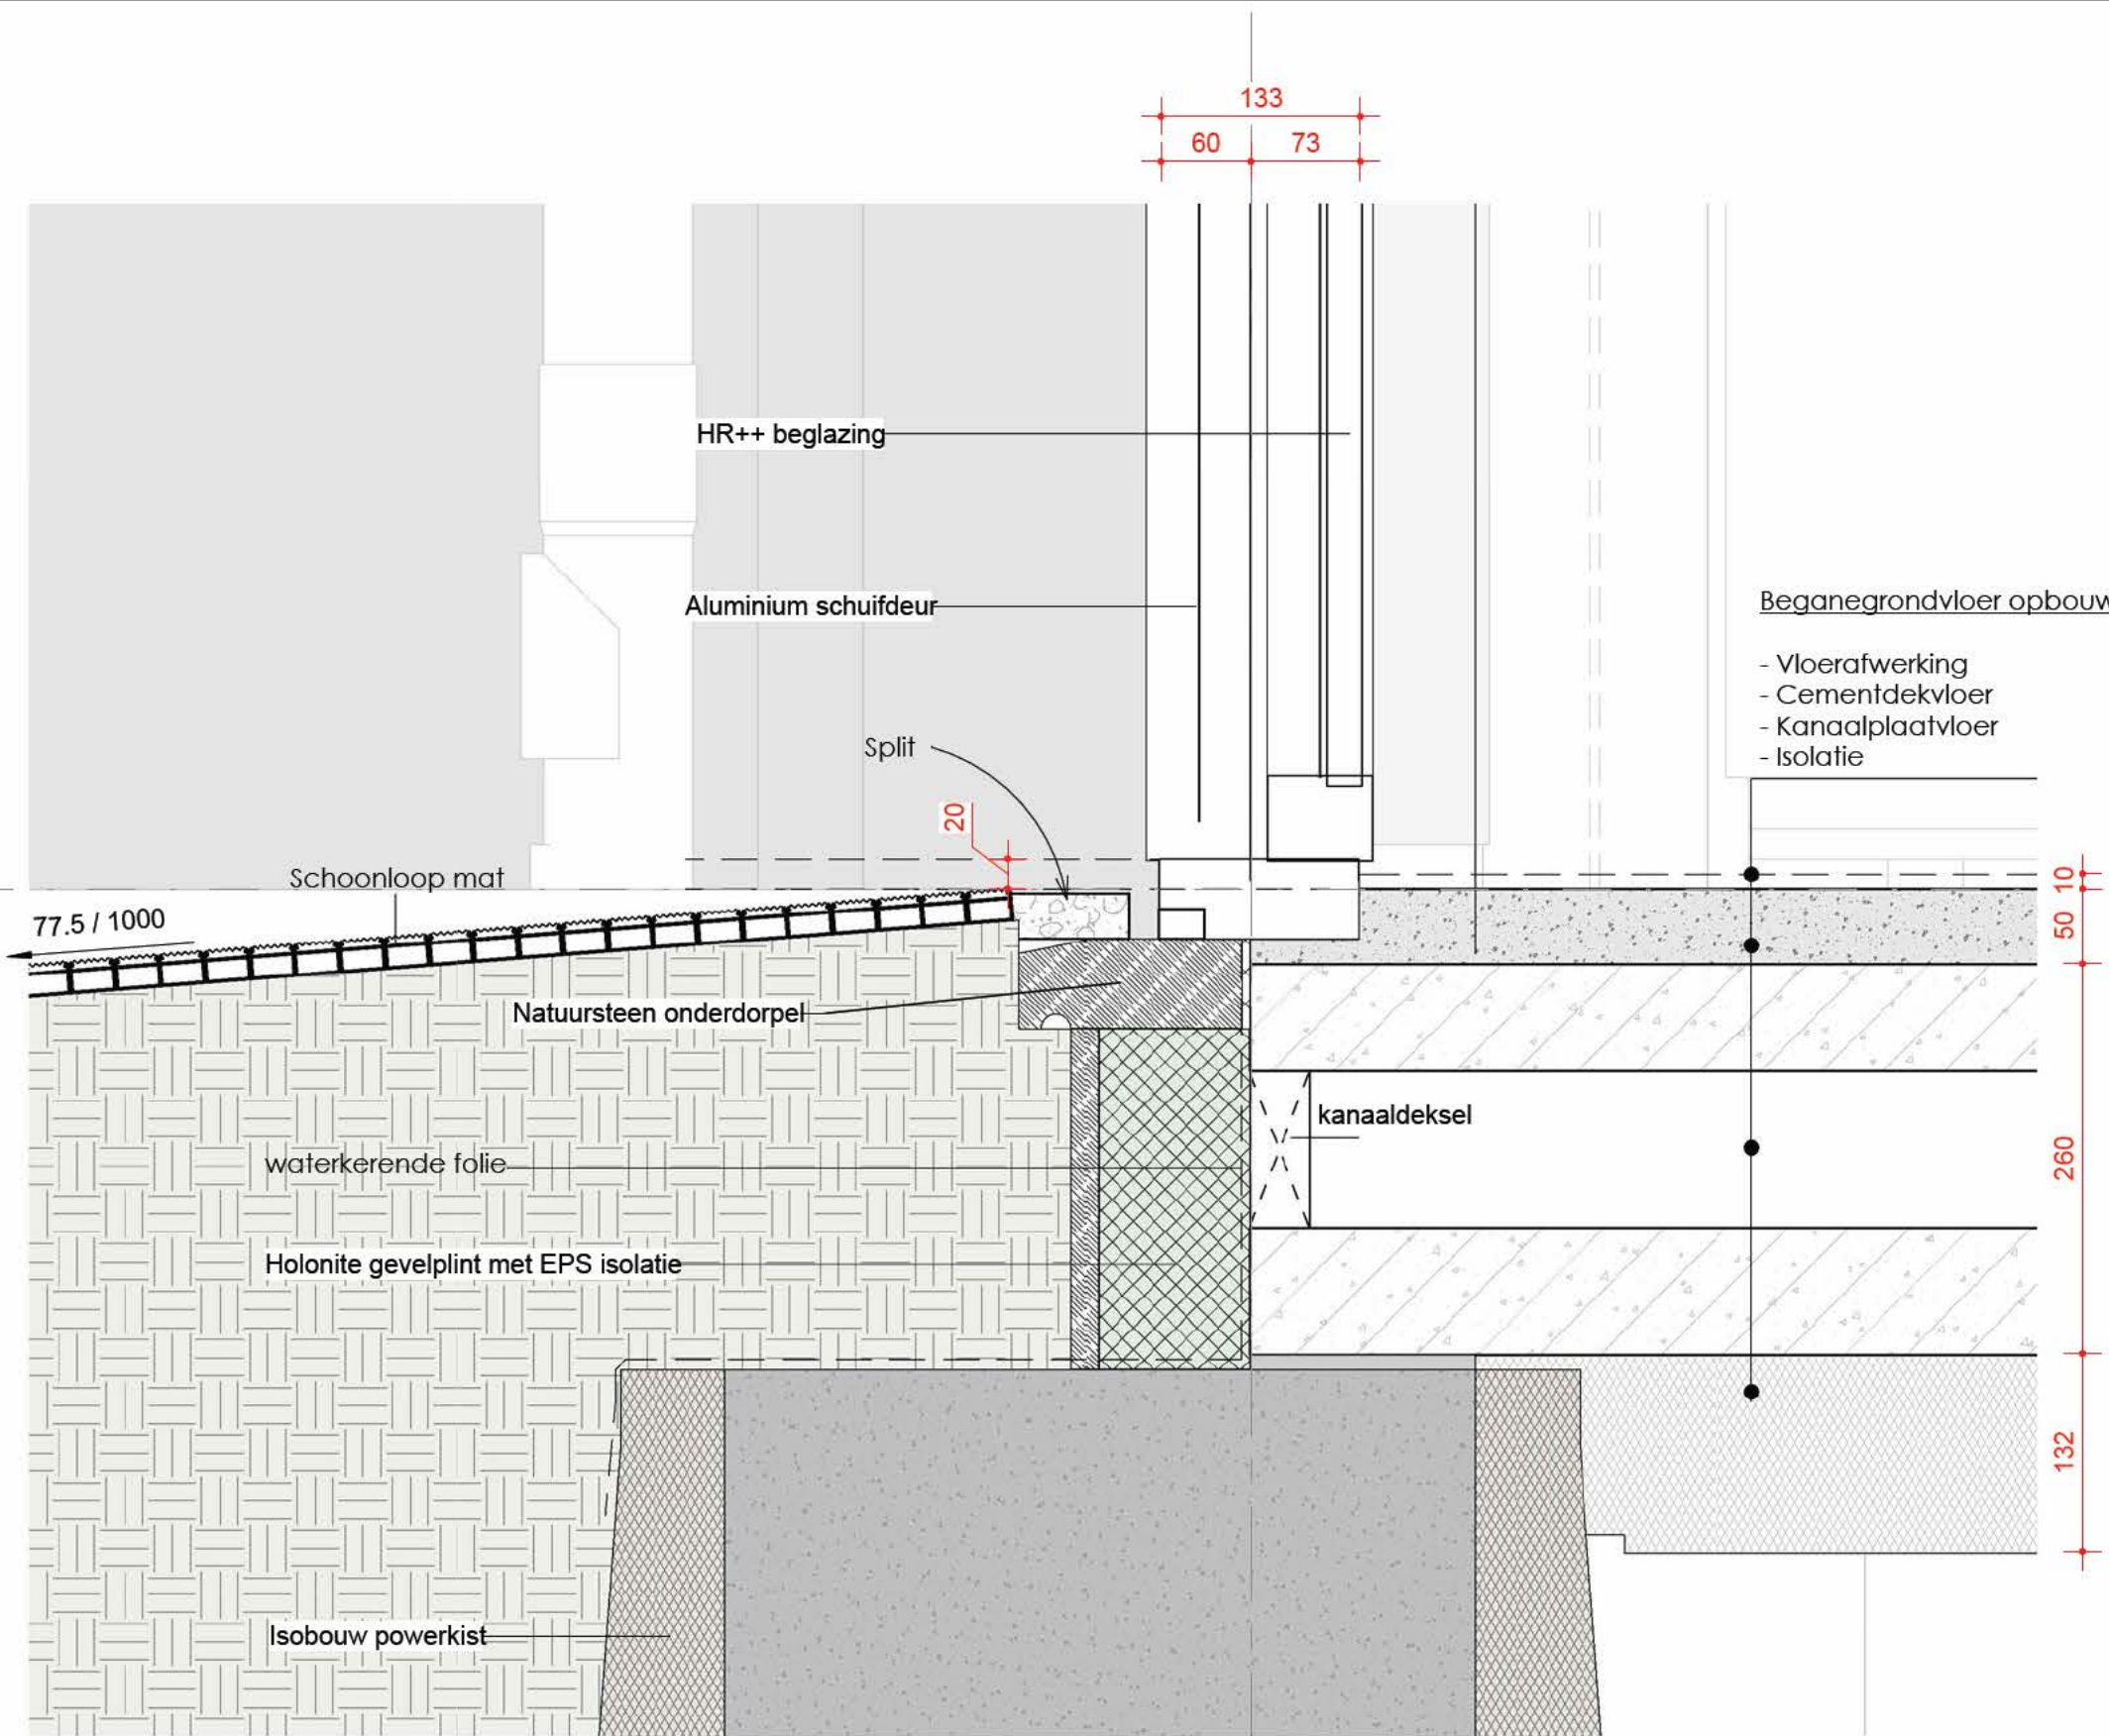 133
60
73
HR++ beglazing
Aluminium schuifdeur
Beganegrondvloer opbouw
- Vloerafwerking
- Cementdekvloer
- Kanaalplaatvloer
- Isolatie
Split
20
Schoonloop mat
10
77.5 / 1000
50
Natuursteen onderdorpel
kanaaldeksel
waterkerende folie
260
Holonite gevelplint met EPS isolatie
132
Isobouw powerkist